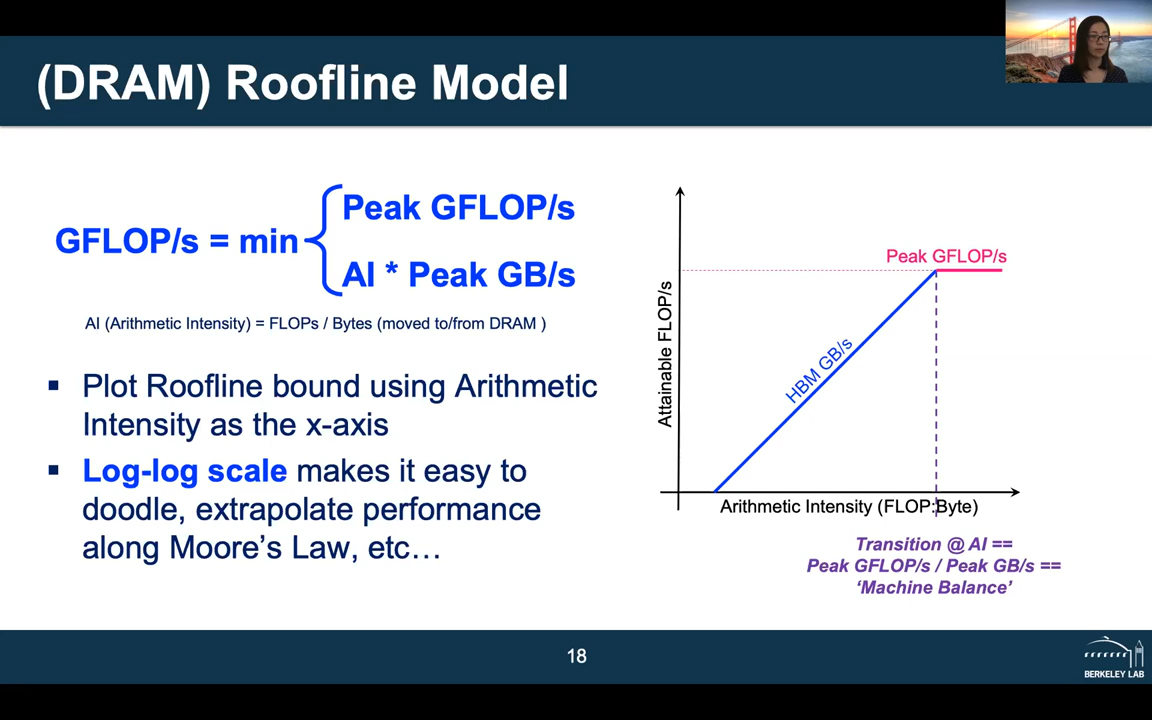 (DRAM) Roofline Model
Peak GFLOP/s
GFLOP/s = min
AI * Peak GB/s
AI (Arithmetic Intensity) = FLOPs / Bytes (moved to/from DRAM )
▪ Plot Roofline bound using Arithmetic
Intensity as the x-axis
▪ Log-log scale makes it easy to
doodle, extrapolate performance
along Moore’s Law, etc…
Peak GFLOP/s
Attainable FLOP/s
HBM GB/s
Arithmetic Intensity (FLOP:Byte)
Transition @ AI ==
Peak GFLOP/s / Peak GB/s ==
‘Machine Balance’
18
BERKELEY LAB